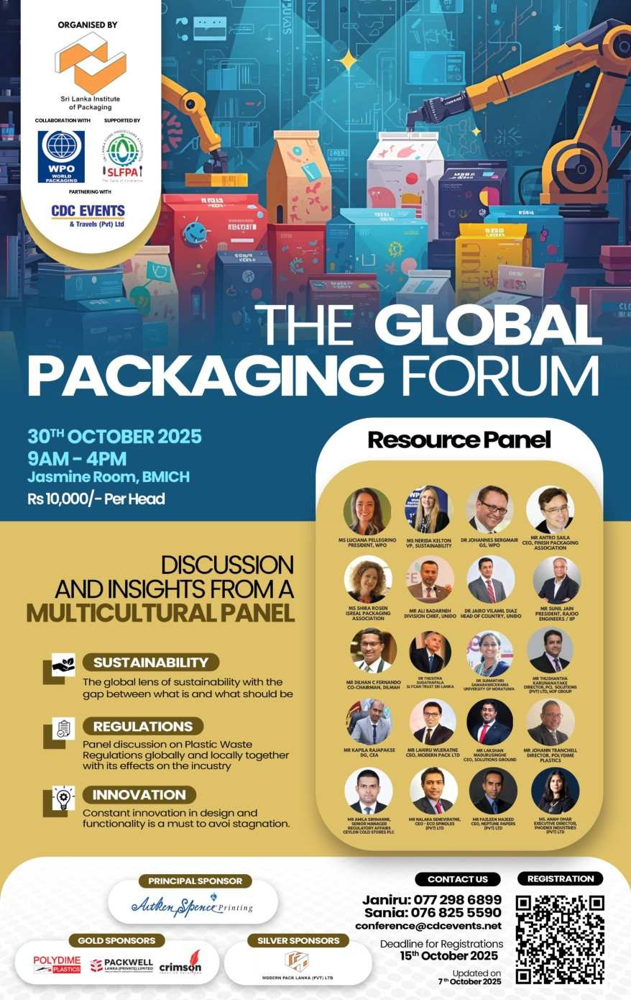 ORGANISED BY
Sri Lanka Institute
of Packaging
COLLABORATION WITH
SUPPORTED BY
WPO
WORLD
PACKAGING
SLFPA
PARTNERING WITH
CDC EVENTS
& Travels (Pvt) Ltd
THE GLOBAL
PACKAGING FORUM
30TH OCTOBER 2025
9AM - 4PM
Jasmine Room, BMICH
Rs 10,000/- Per Head
DISCUSSION
AND INSIGHTS FROM A
MULTICULTURAL PANEL
SUSTAINABILITY
The global lens of sustainability with the
gap between what is and what should be
REGULATIONS
Panel discussion on Plastic Waste
Regulations globally and locally together
with its effects on the incustry
INNOVATION
Constant innovation in design and
functionality is a must to avoi stagnation.
Resource Panel
MS LUCIANA PELLEGRINO
PRESIDENT, WPO
MS NERIDA KELTON
VP, SUSTAINABILITY
DR JOHANNES BERGMAIR
GS, WPO
MR ANTRO SAILA
CEO, FINISH PACKAGING
ASSOCIATION
MS SHIRA ROSEN
ISREAL PACKAGING
ASSOCIATION
MR ALI BADARNEH
DIVISION CHIEF, UNIDO
DR JAIRO VILAMIL DIAZ
HEAD OF COUNTRY, UNIDO
MR SUNIL JAIN
PRESIDENT, RAJOO
ENGINEERS / IIP
MR DILHAN C FERNANDO
CO-CHAIRMAN, DILMAH
DR THUSITHA
SUGATHAPALA
SLYCAN TRUST SRI LANKA
DR SUMANTHRI
SAMARAWICKRAMA
UNIVERSITY OF MORATUWA
MR THUSHANTHA
KARUNANAYAKE
DIRECTOR, PCL SOLUTIONS
(PVT) LTD, MJF GROUP
MR KAPILA RAJAPAKSE
DG, CEA
MR LAHIRU WIJERATNE
CEO, MODERN PACK LTD
MR LAKSHAN
MADURUSINGHE
CEO, SOLUTIONS GROUND
MR JOHANN TRANCHELL
DIRECTOR, POLYDIME
PLASTICS
MR AMILA SIRIMANNE,
SENIOR MANAGER
REGULATORY AFFAIRS
CEYLON COLD STORES PLC
MR NALAKA SENEVIRATNE,
CEO - ECO SPINDLES
(PVT) LTD
MR FAZLEEN MAJEED
CEO, NEPTUNE PAPERS
(PVT) LTD
MS. ANAM OMAR
EXECUTIVE DIRECTOR,
PHOENIX INDUSTRIES
(PVT) LTD
PRINCIPAL SPONSOR
Aitken Spence Printing
GOLD SPONSORS
POLYDIME
PLASTICS
PACKWELL
LANKA (PRIVATE) LIMITED
crimson
SILVER SPONSORS
MODERN PACK LANKA (PVT) LTD
CONTACT US
Janiru: 077 298 6899
Sania: 076 825 5590
conference@cdcevents.net
Deadline for Registrations
15th October 2025
Updated on
7th October 2025
REGISTRATION